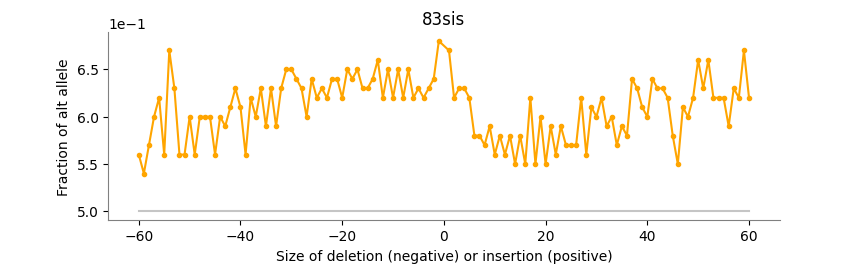 83sis
1e−1
Fraction of alt allele
6.5
6.0
5.5
5.0
−60 −40 −20 0 20 40 60
Size of deletion (negative) or insertion (positive)